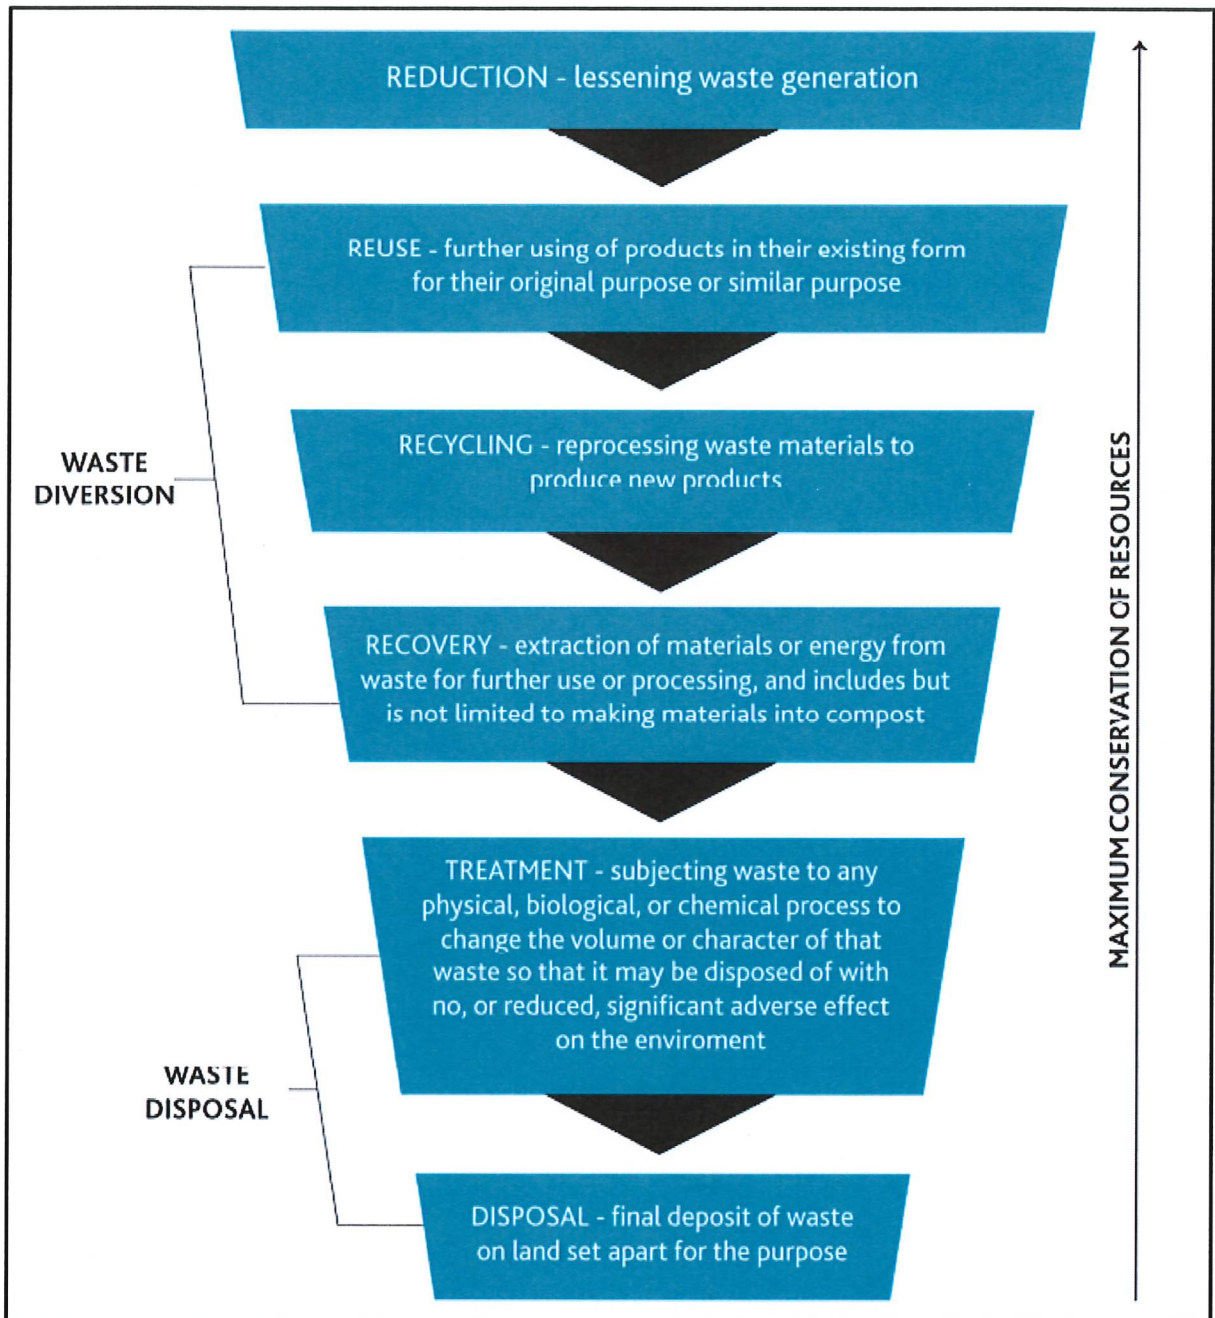 REDUCTION - lessening waste generation
REUSE - further using of products in their existing form
for their original purpose or similar purpose
RECYCLING - reprocessing waste materials to
produce new products
RECOVERY - extraction of materials or energy from
waste for further use or processing, and includes but
is not limited to making materials into compost
WASTE
DIVERSION
TREATMENT - subjecting waste to any
physical, biological, or chemical process to
change the volume or character of that
waste so that it may be disposed of with
no, or reduced, significant adverse effect
on the enviroment
DISPOSAL - final deposit of waste
on land set apart for the purpose
WASTE
DISPOSAL
MAXIMUM CONSERVATION OF RESOURCES